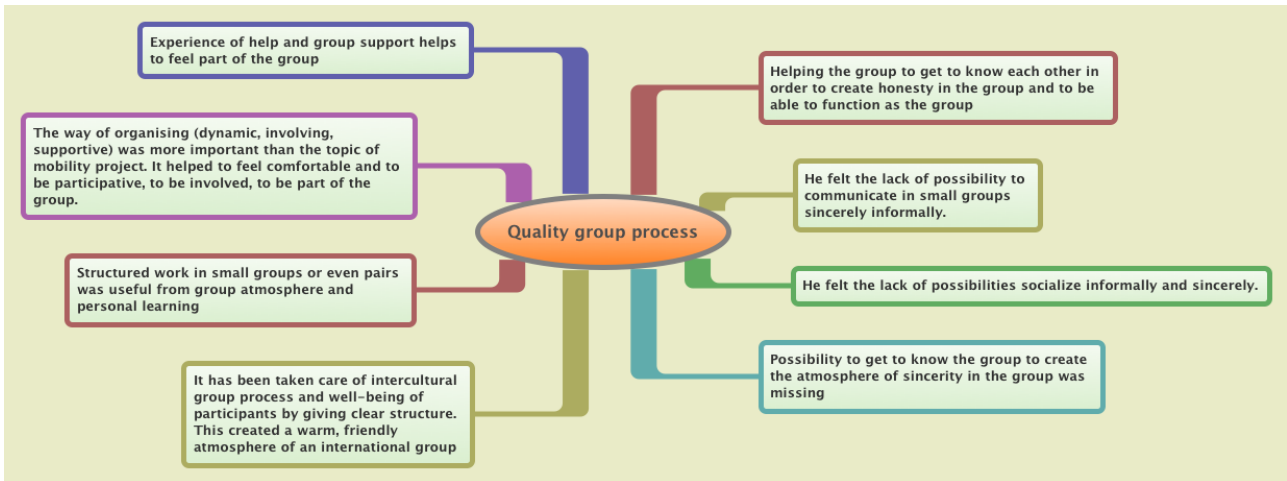 Experience of help and group support helps
to feel part of the group
The way of organising (dynamic, involving,
supportive) was more important than the topic of
mobility project. It helped to feel comfortable and to
be participative, to be involved, to be part of the
group.
Structured work in small groups or even pairs
was useful from group atmosphere and
personal learning
It has been taken care of intercultural
group process and well-being of
participants by giving clear structure.
This created a warm, friendly
atmosphere of an international group
Quality group process
Helping the group to get to know each other in
order to create honesty in the group and to be
able to function as the group
He felt the lack of possibility to
communicate in small groups
sincerely informally.
He felt the lack of possibilities socialize informally and sincerely.
Possibility to get to know the group to create
the atmosphere of sincerity in the group was
missing